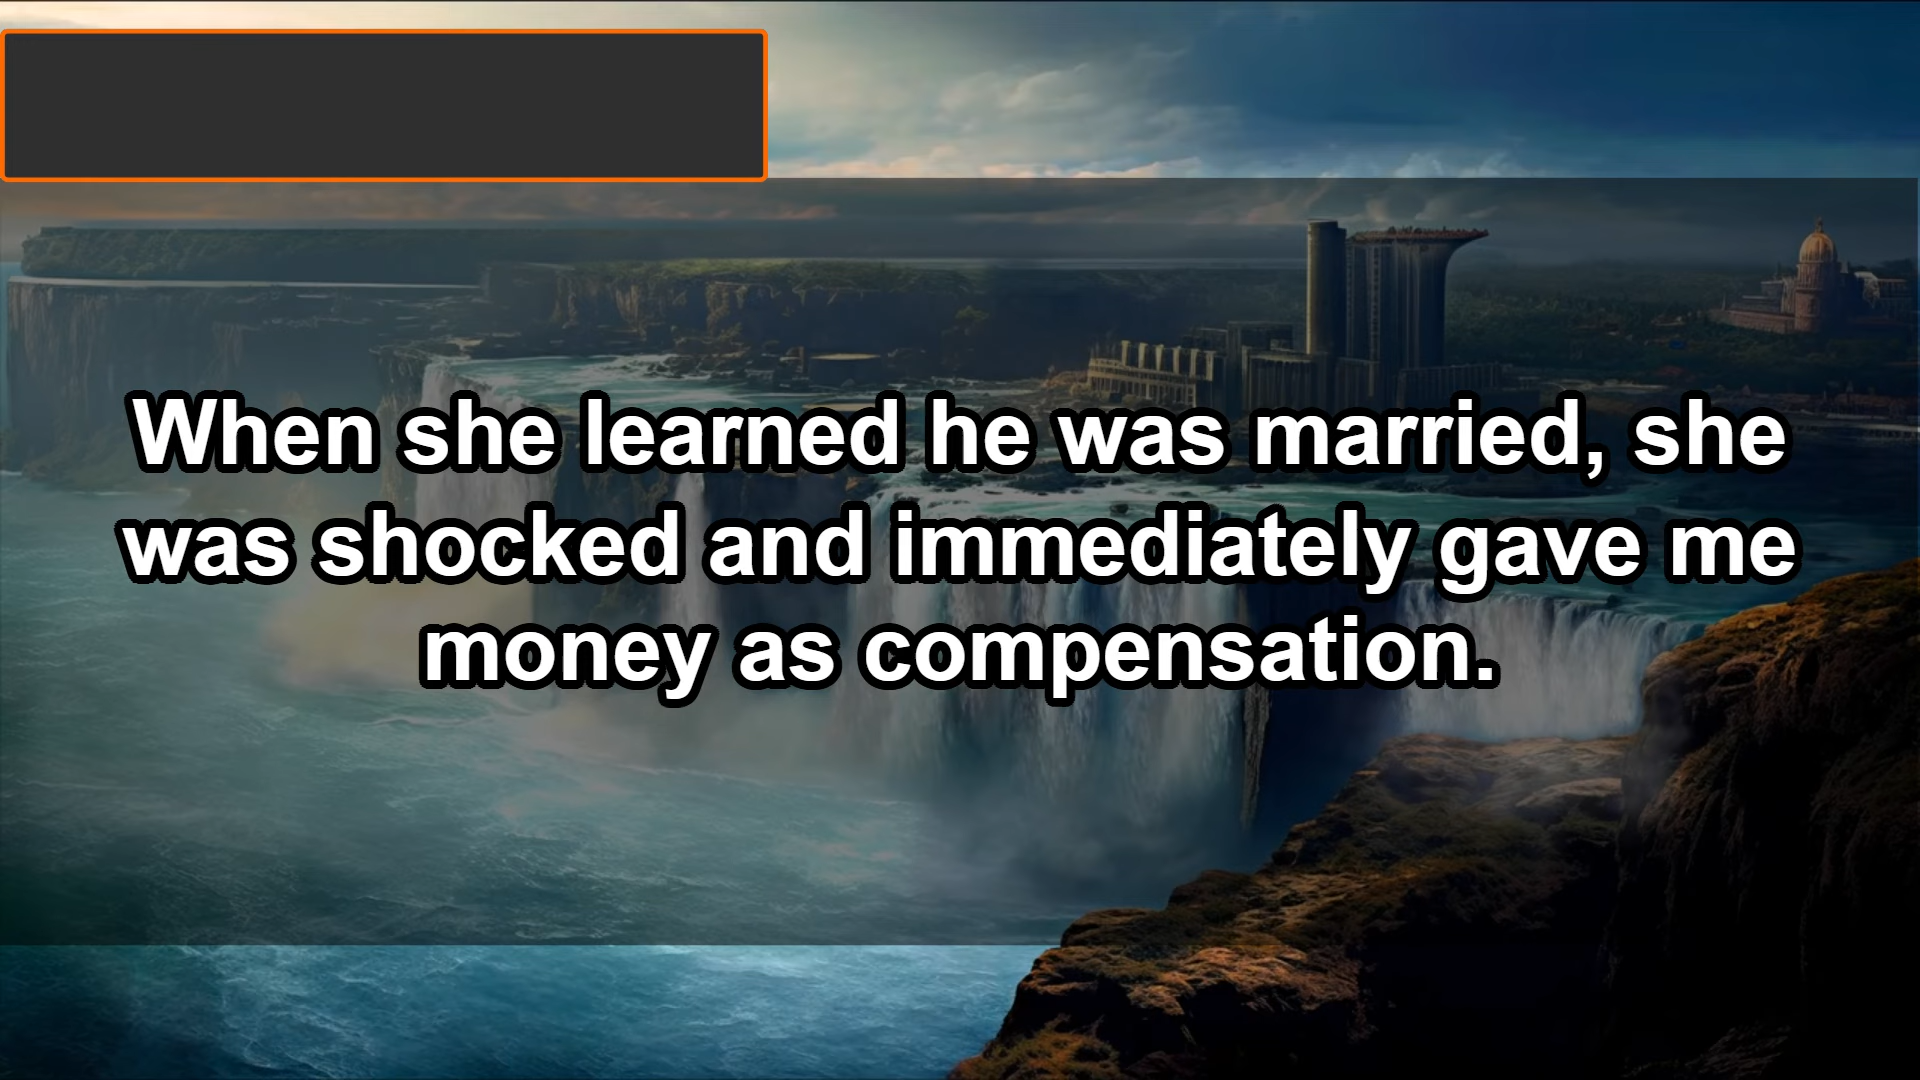 When she learned he was married, she
was shocked and immediately gave me
money as compensation.